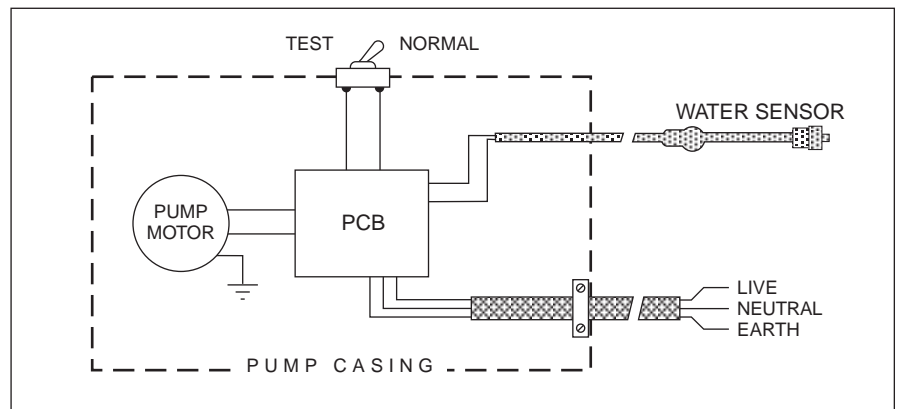 TEST NORMAL
WATER SENSOR
PUMP
MOTOR
PCB
LIVE
NEUTRAL
EARTH
PUMP CASING